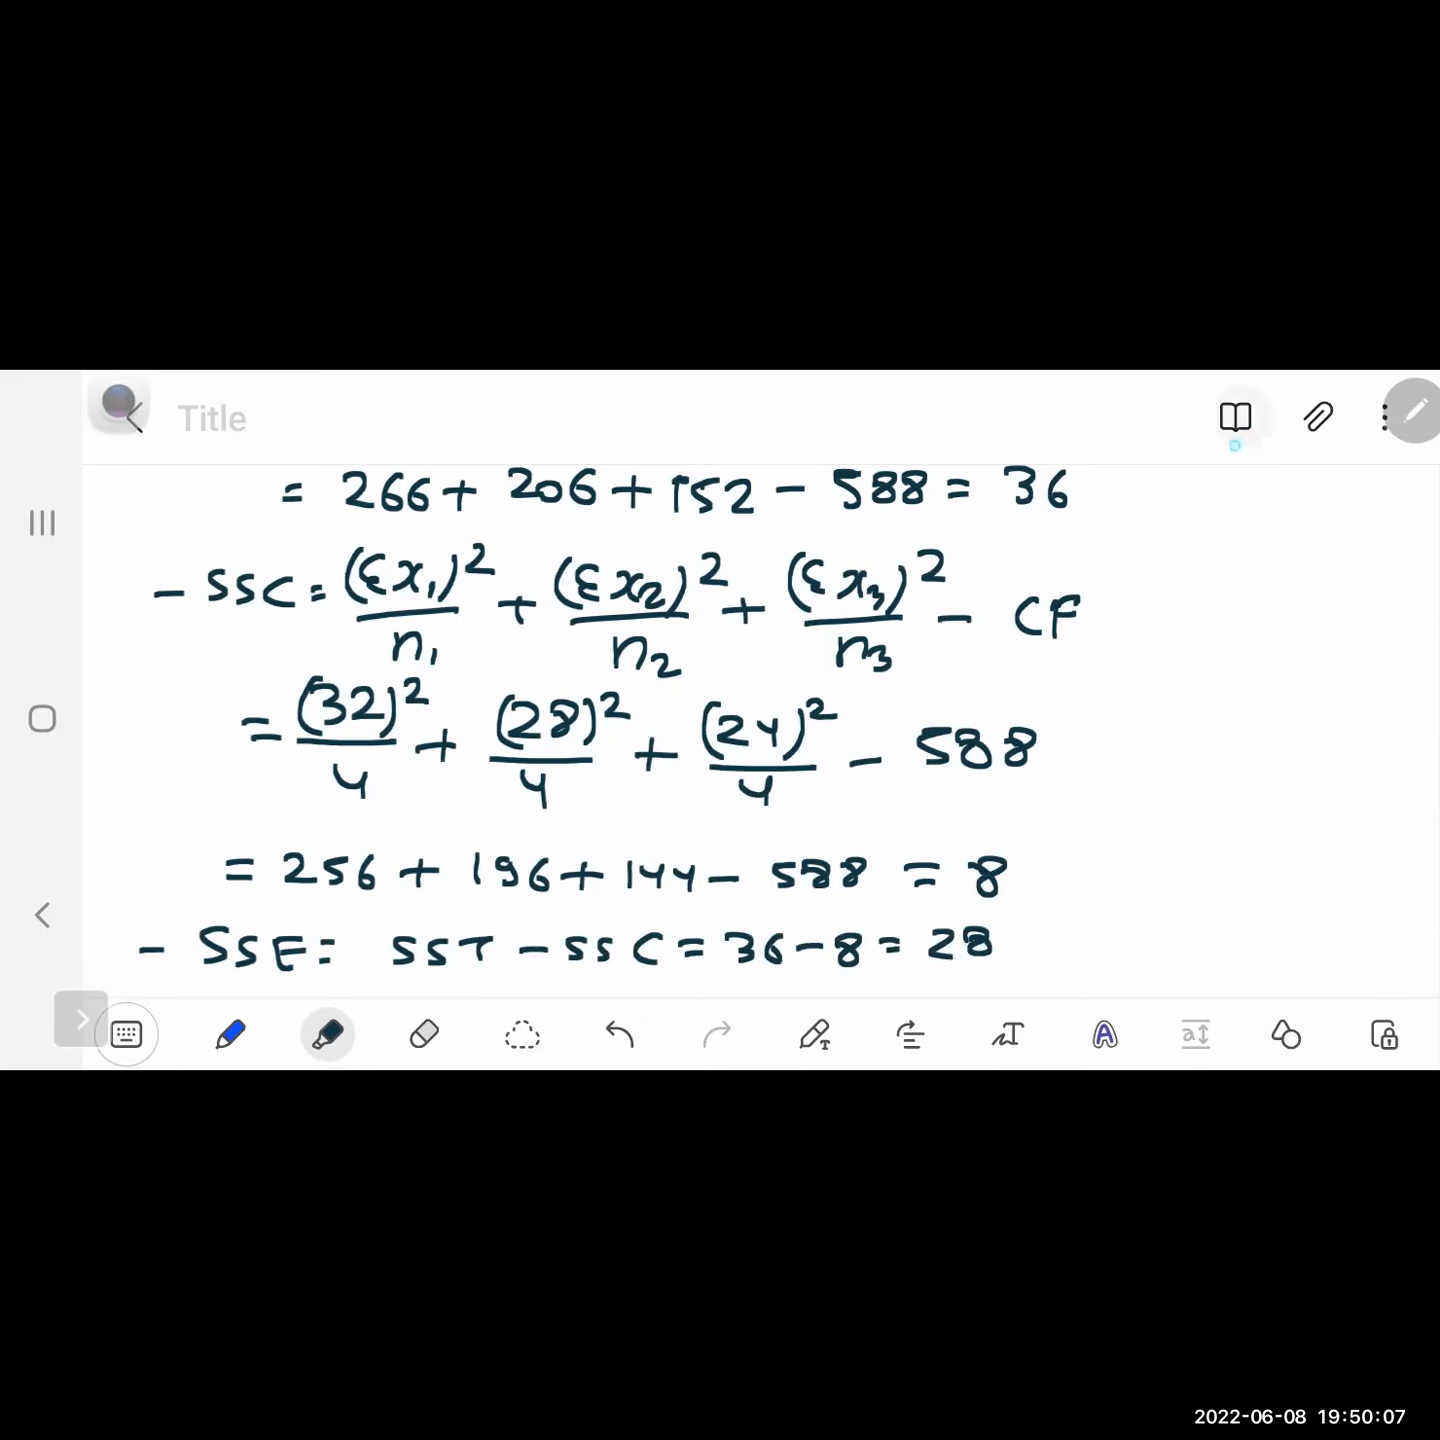 Title
= 266 + 206 + 152 - 588 = 36
- SSC = (Σx₁)²/n₁ + (Σx₂)²/n₂ + (Σx₃)²/n₃ - CF
= (32)²/4 + (28)²/4 + (24)²/4 - 588
= 256 + 196 + 144 - 588 = 8
- SSE = SST - SSC = 36 - 8 = 28
2022-06-08 19:50:07